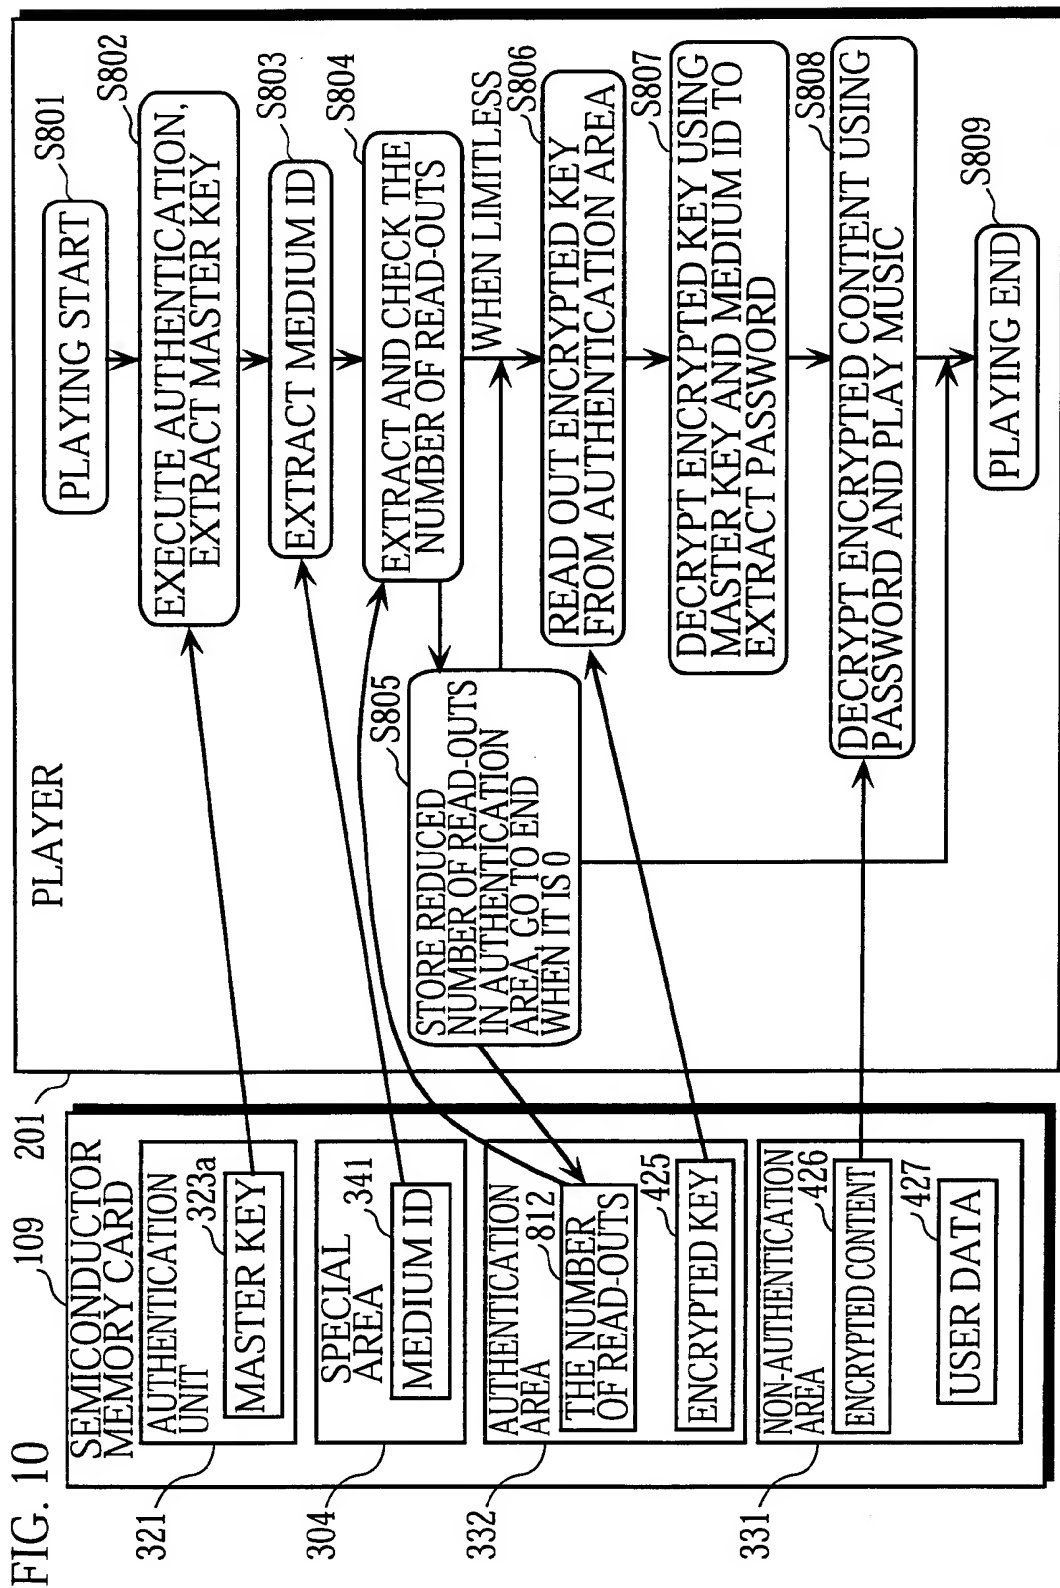 FIG. 10
109
SEMICONDUCTOR
MEMORY CARD
321
AUTHENTICATION
UNIT
323a
MASTER KEY
304
SPECIAL
AREA
341
MEDIUM ID
332
AUTHENTICATION
AREA
812
THE NUMBER
OF READ-OUTS
425
ENCRYPTED KEY
331
NON-AUTHENTICATION
AREA
426
ENCRYPTED CONTENT
427
USER DATA
201
PLAYER
S801
PLAYING START
S802
EXECUTE AUTHENTICATION,
EXTRACT MASTER KEY
S803
EXTRACT MEDIUM ID
S804
EXTRACT AND CHECK THE
NUMBER OF READ-OUTS
WHEN LIMITLESS
S805
STORE REDUCED
NUMBER OF READ-OUTS
IN AUTHENTICATION
AREA, GO TO END
WHEN IT IS 0
S806
READ OUT ENCRYPTED KEY
FROM AUTHENTICATION AREA
S807
DECRYPT ENCRYPTED KEY USING
MASTER KEY AND MEDIUM ID TO
EXTRACT PASSWORD
S808
DECRYPT ENCRYPTED CONTENT USING
PASSWORD AND PLAY MUSIC
S809
PLAYING END